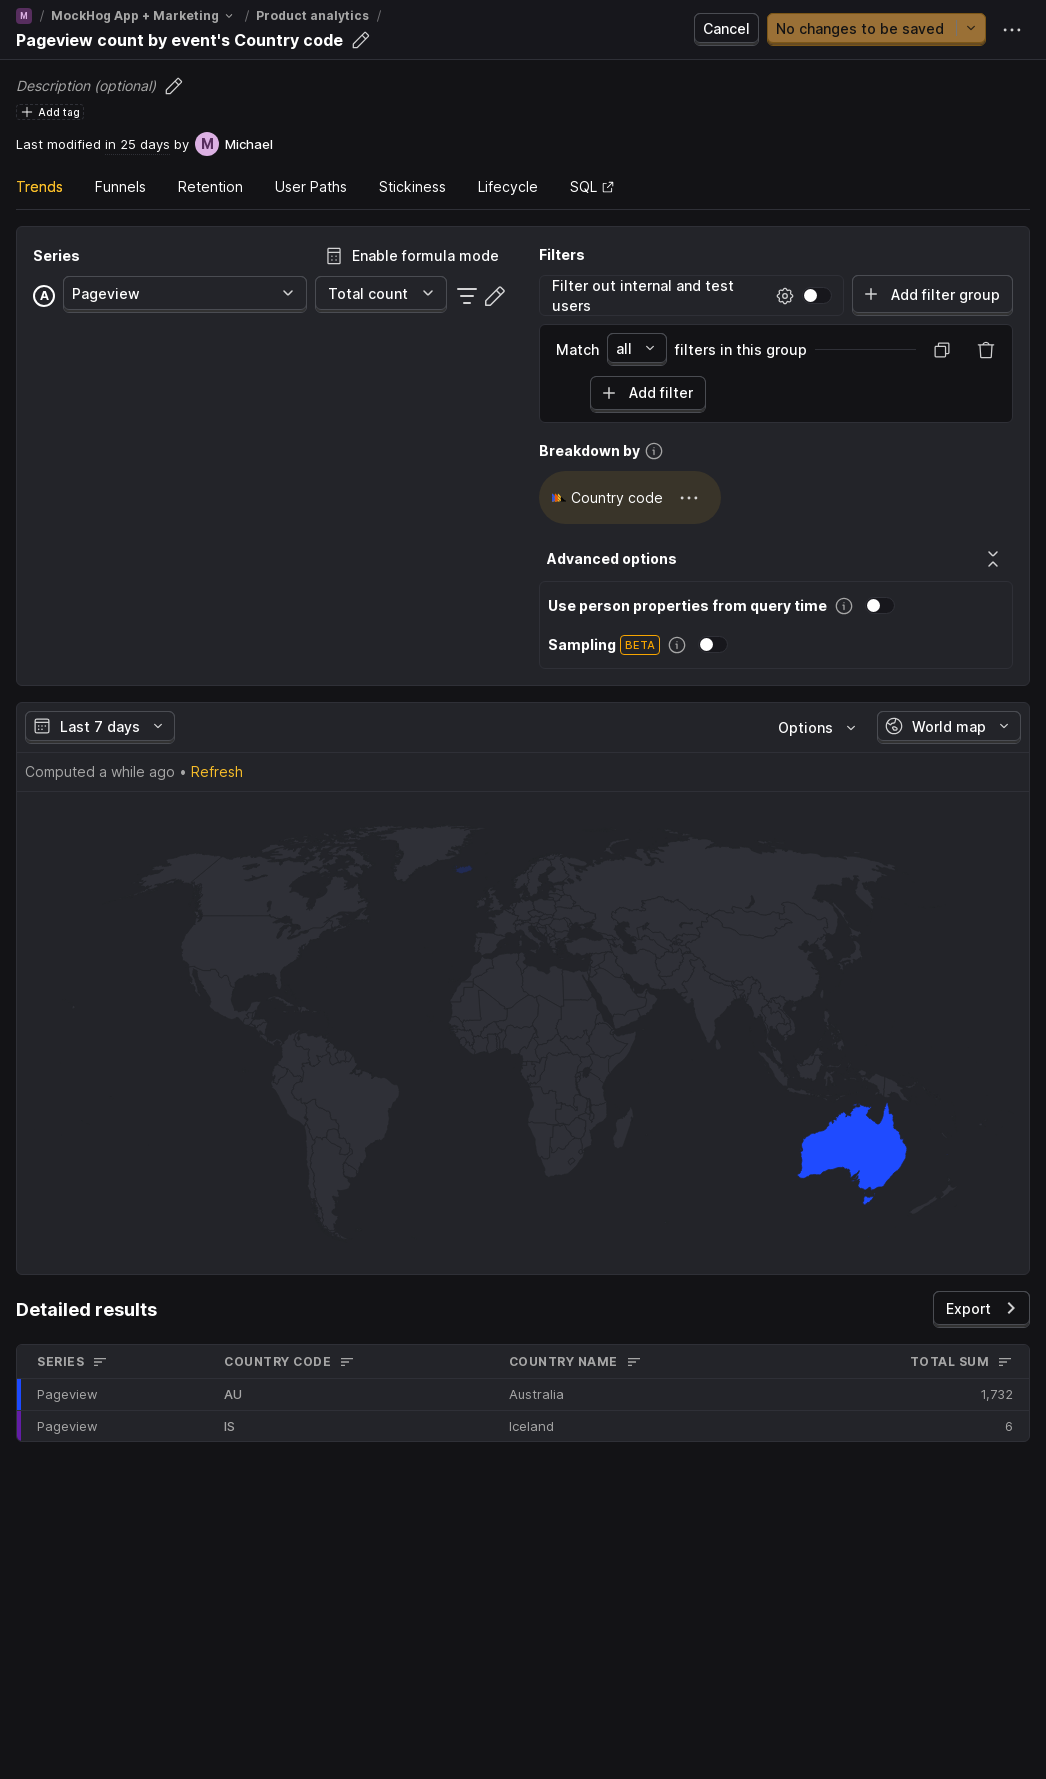 M / MockHog App + Marketing / Product analytics /
Pageview count by event's Country code
Cancel
No changes to be saved
Description (optional)
Add tag
Last modified in 25 days by M Michael
Trends Funnels Retention User Paths Stickiness Lifecycle SQL
Series
Enable formula mode
A Pageview Total count
Filters
Filter out internal and test
users
Add filter group
Match all filters in this group
Add filter
Breakdown by
Country code
Advanced options
Use person properties from query time
Sampling BETA
Last 7 days Options World map
Computed a while ago • Refresh
Detailed results
Export
SERIES COUNTRY CODE COUNTRY NAME TOTAL SUM
Pageview AU Australia 1,732
Pageview IS Iceland 6